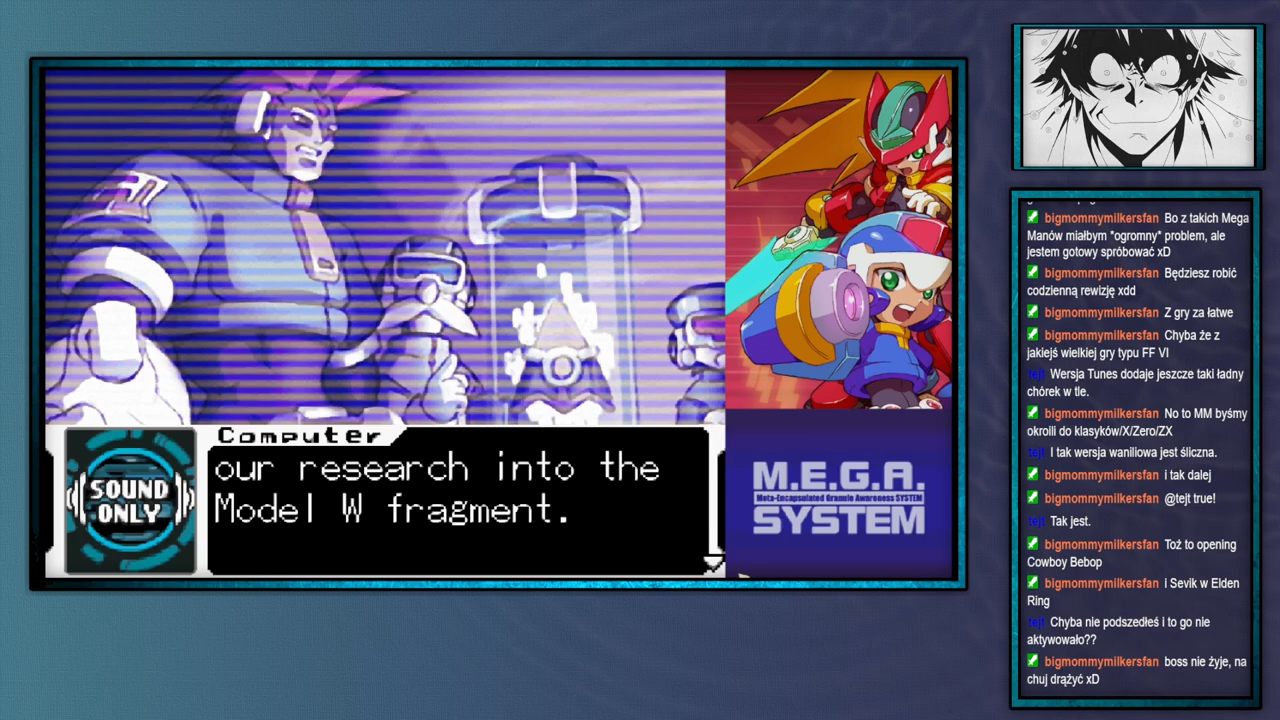 Computer
our research into the
Model W fragment.
SOUND
ONLY
M.E.G.A.
Meta-Encapsulated Granule Awareness SYSTEM
SYSTEM
bigmommymilkersfan Bo z takich Mega
Manów miałbym *ogromny* problem, ale
jestem gotowy spróbować xD
bigmommymilkersfan Będziesz robić
codzienną rewizję xdd
bigmommymilkersfan Z gry za łatwe
bigmommymilkersfan Chyba że z
jakiejś wielkiej gry typu FF VI
tejt Wersja Tunes dodaje jeszcze taki ładny
chórek w tle.
bigmommymilkersfan No to MM byśmy
okroili do klasyków/X/Zero/ZX
tejt I tak wersja waniliowa jest śliczna.
bigmommymilkersfan i tak dalej
bigmommymilkersfan @tejt true!
tejt Tak jest.
bigmommymilkersfan Toż to opening
Cowboy Bebop
bigmommymilkersfan i Sevik w Elden
Ring
tejt Chyba nie podszedłeś i to go nie
aktywowało??
bigmommymilkersfan boss nie żyje, na
chuj drążyć xD